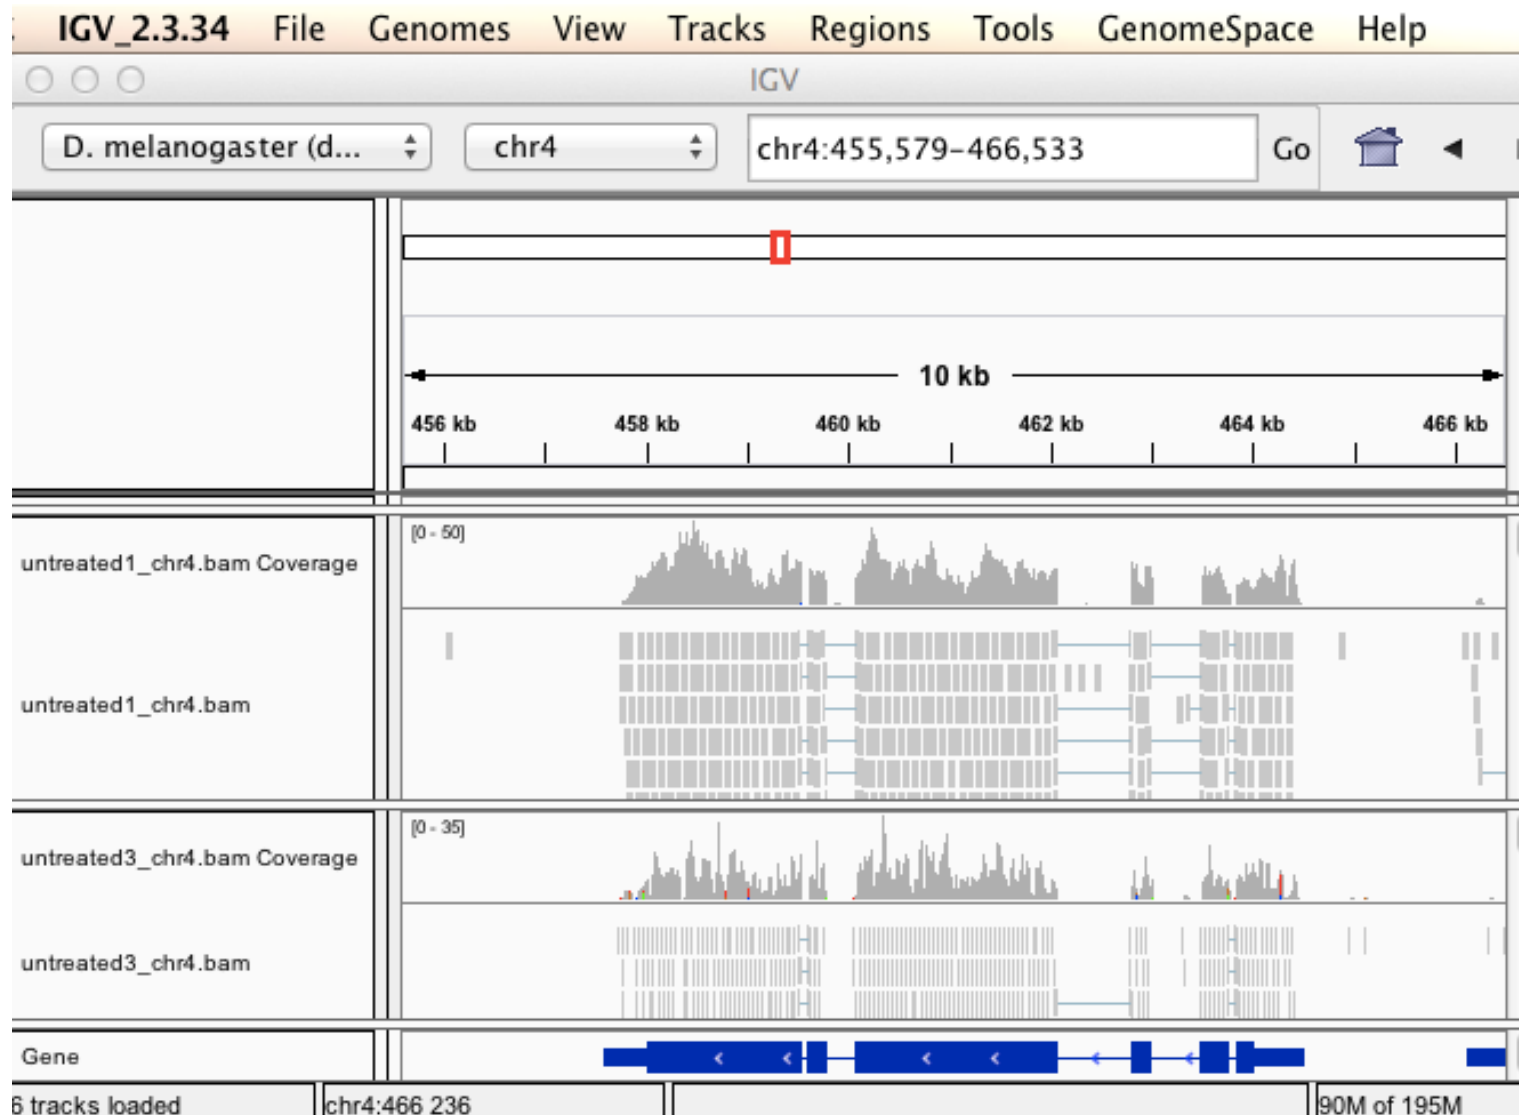 IGV_2.3.34 File Genomes View Tracks Regions Tools GenomeSpace Help
IGV
D. melanogaster (d... chr4 chr4:455,579-466,533 Go
10 kb
456 kb 458 kb 460 kb 462 kb 464 kb 466 kb
[0 - 50]
untreated1_chr4.bam Coverage
untreated1_chr4.bam
[0 - 35]
untreated3_chr4.bam Coverage
untreated3_chr4.bam
Gene
6 tracks loaded chr4:466 236 90M of 195M